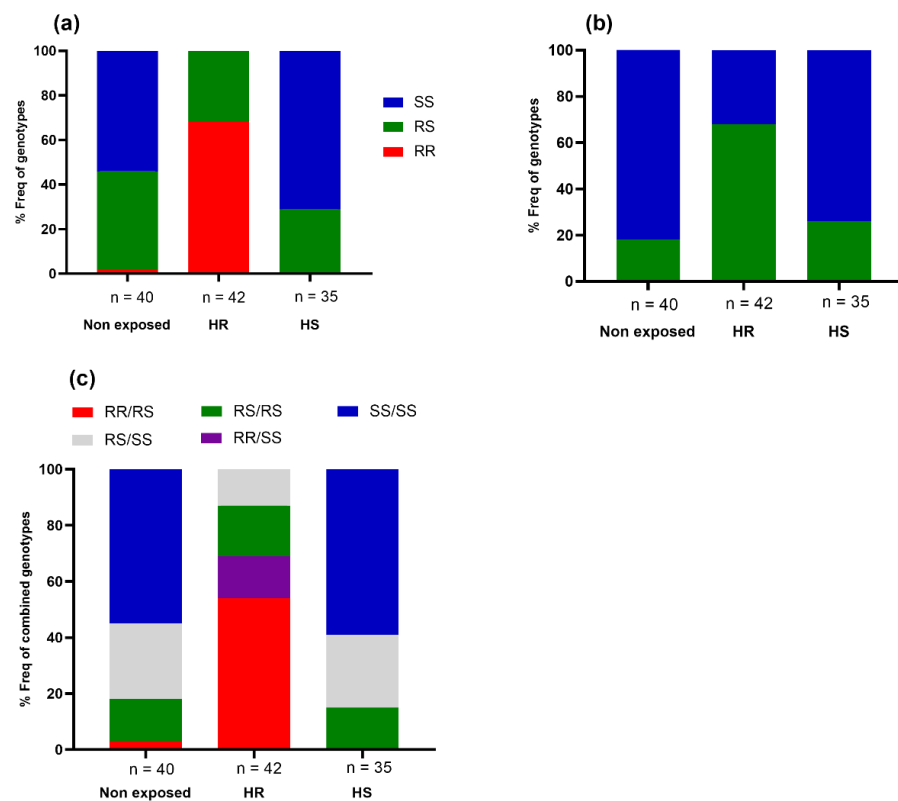 (a)
% Freq of genotypes
100
80
60
40
20
0
n = 40
n = 42
n = 35
Non exposed
HR
HS
SS
RS
RR
(b)
% Freq of genotypes
100
80
60
40
20
0
n = 40
n = 42
n = 35
Non exposed
HR
HS
(c)
RR/RS
RS/RS
SS/SS
RS/SS
RR/SS
% Freq of combined genotypes
100
80
60
40
20
0
n = 40
n = 42
n = 35
Non exposed
HR
HS